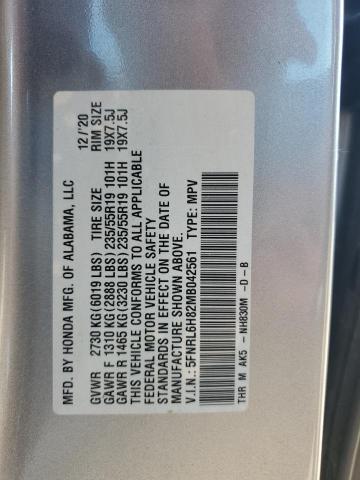 MFD. BY HONDA MFG. OF ALABAMA, LLC 12/'20
GVWR 2730 KG (6019 LBS) TIRE SIZE RIM SIZE
GAWR F 1310 KG (2888 LBS) 235/55R19 101H 19X7.5J
GAWR R 1465 KG (3230 LBS) 235/55R19 101H 19X7.5J
THIS VEHICLE CONFORMS TO ALL APPLICABLE
FEDERAL MOTOR VEHICLE SAFETY
STANDARDS IN EFFECT ON THE DATE OF
MANUFACTURE SHOWN ABOVE.
V.I.N.: 5FNRL6H82MB042561 TYPE: MPV
THR M AK5 -NH830M -D-B